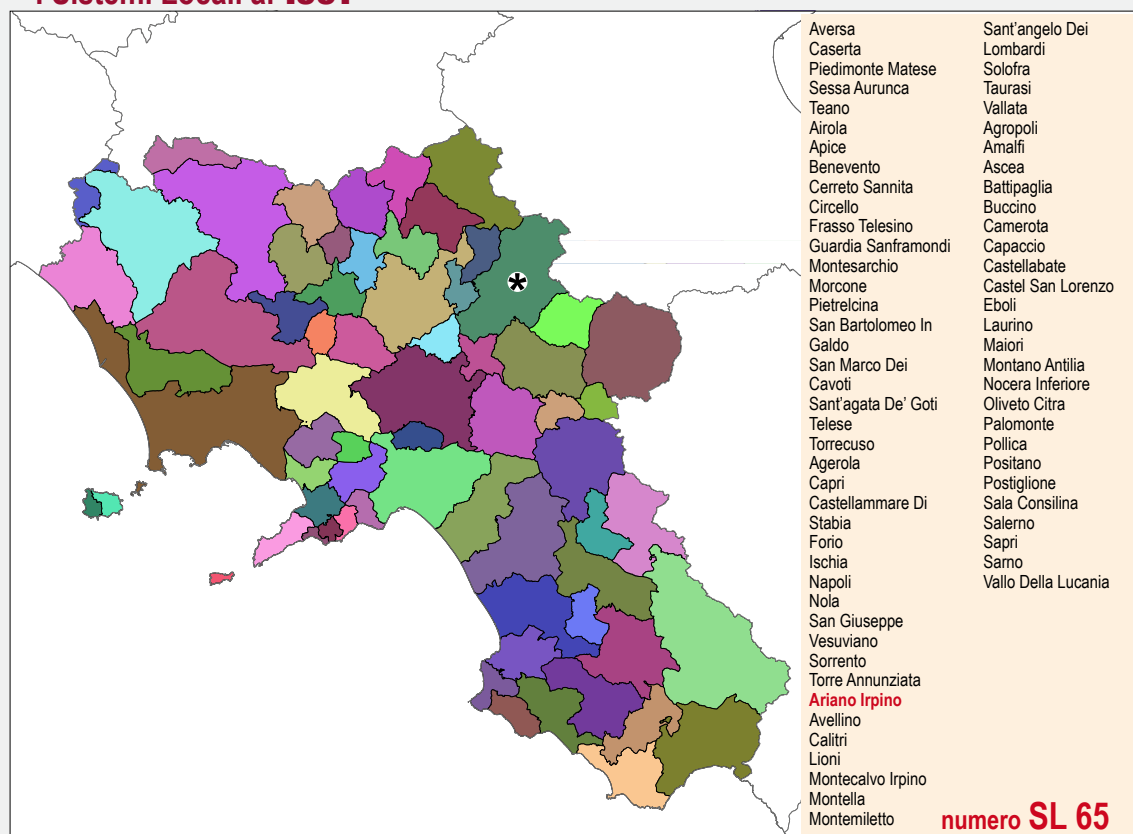 i Sistemi Locali al
Aversa
Caserta
Piedimonte Matese
Sessa Aurunca
Teano
Airola
Apice
Benevento
Cerreto Sannita
Circello
Frasso Telesino
Guardia Sanframondi
Montesarchio
Morcone
Pietrelcina
San Bartolomeo In
Galdo
San Marco Dei
Cavoti
Sant'agata De' Goti
Telese
Torrecuso
Agerola
Capri
Castellammare Di
Stabia
Forio
Ischia
Napoli
Nola
San Giuseppe
Vesuviano
Sorrento
Torre Annunziata
Ariano Irpino
Avellino
Calitri
Lioni
Montecalvo Irpino
Montella
Montemiletto
Sant'angelo Dei
Lombardi
Solofra
Taurasi
Vallata
Agropoli
Amalfi
Ascea
Battipaglia
Buccino
Camerota
Capaccio
Castellabate
Castel San Lorenzo
Eboli
Laurino
Maiori
Montano Antilia
Nocera Inferiore
Oliveto Citra
Palomonte
Pollica
Positano
Postiglione
Sala Consilina
Salerno
Sapri
Sarno
Vallo Della Lucania
numero SL 65